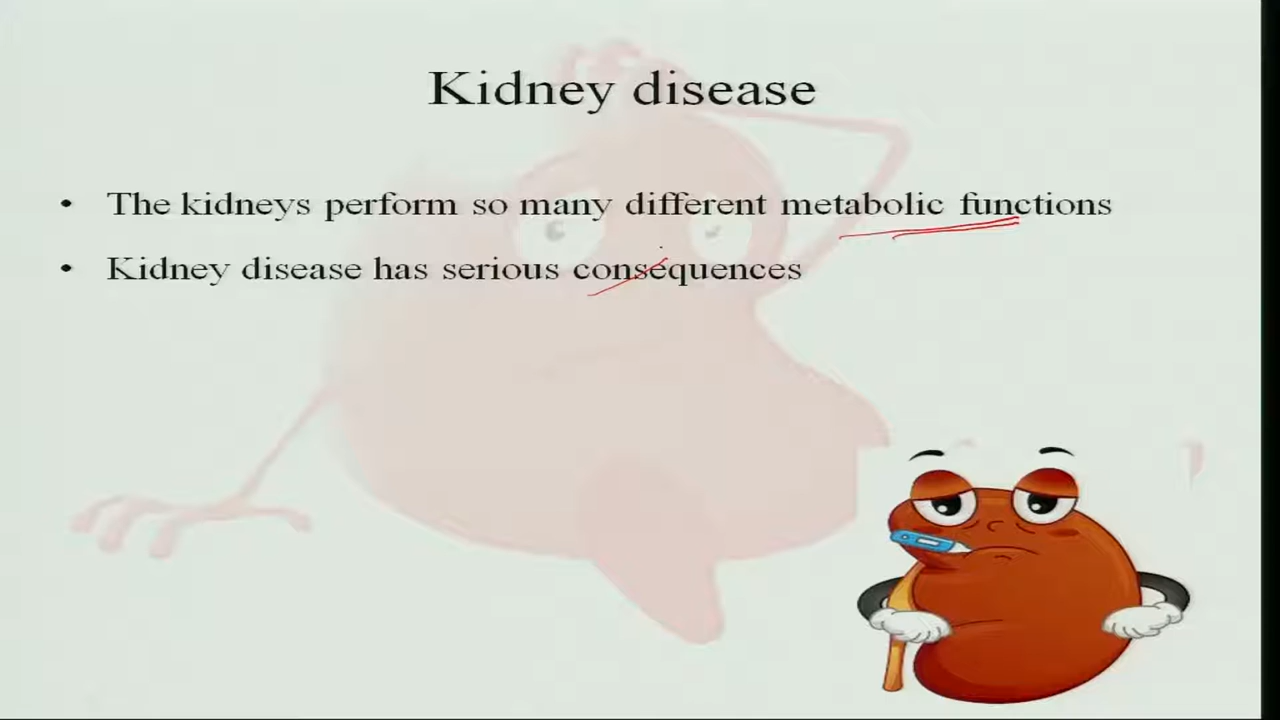 Kidney disease
• The kidneys perform so many different metabolic functions
• Kidney disease has serious consequences